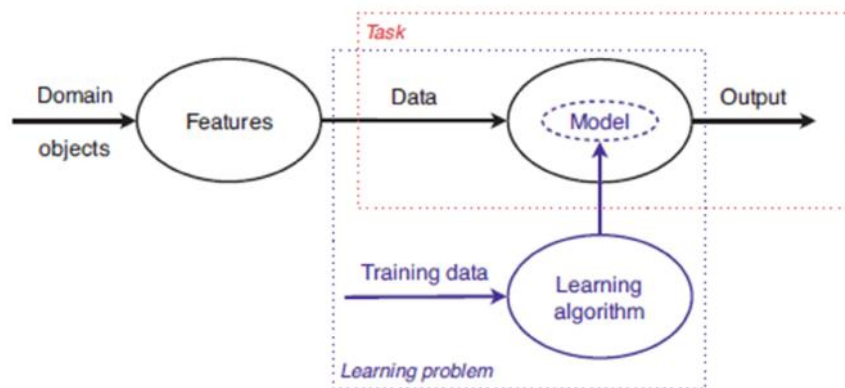 Task
Domain
objects
Features
Data
Model
Output
Training data
Learning
algorithm
Learning problem